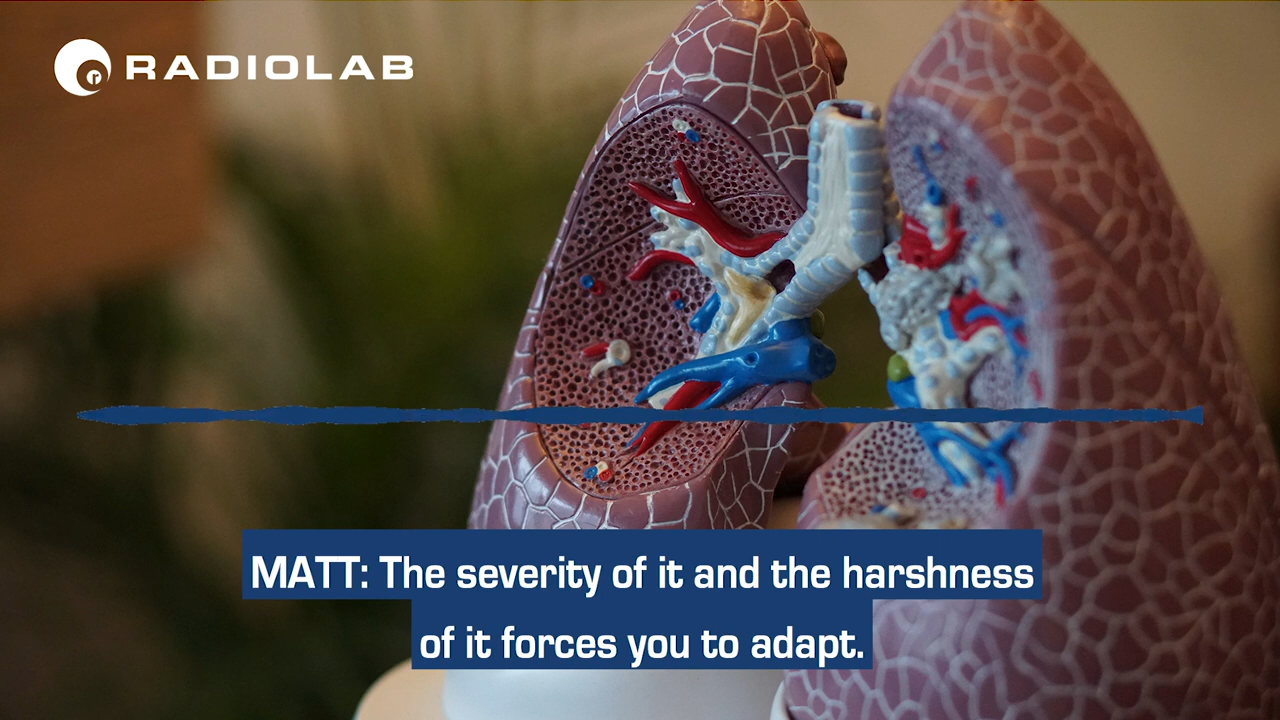 RADIOLAB
MATT: The severity of it and the harshness
of it forces you to adapt.